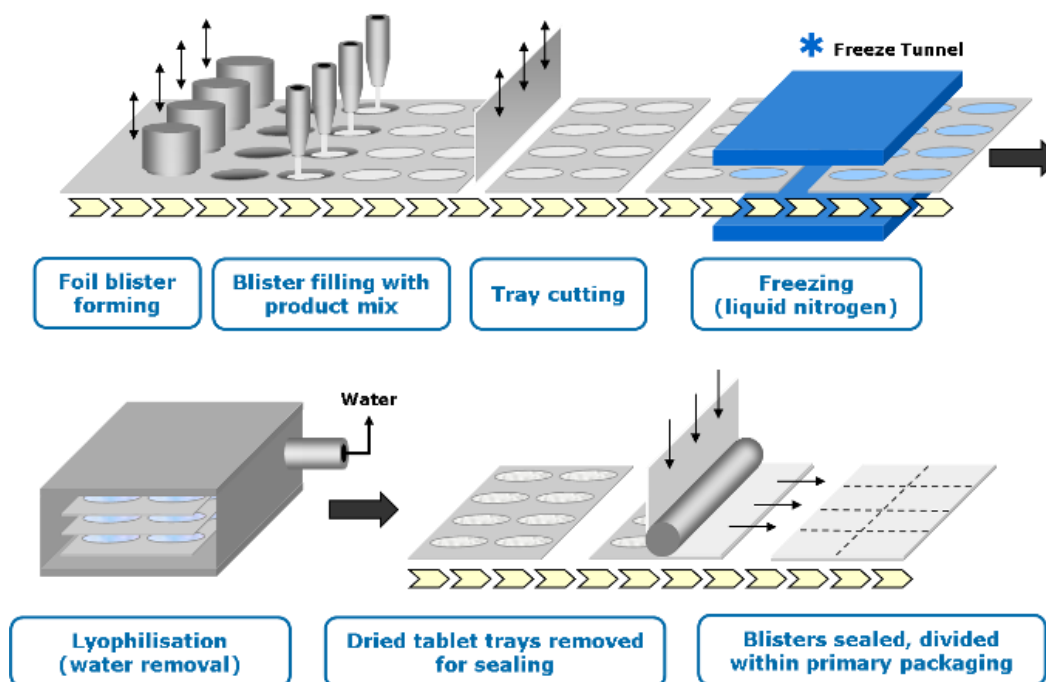 Freeze Tunnel
Foil blister
forming
Blister filling with
product mix
Tray cutting
Freezing
(liquid nitrogen)
Water
Lyophilisation
(water removal)
Dried tablet trays removed
for sealing
Blisters sealed, divided
within primary packaging